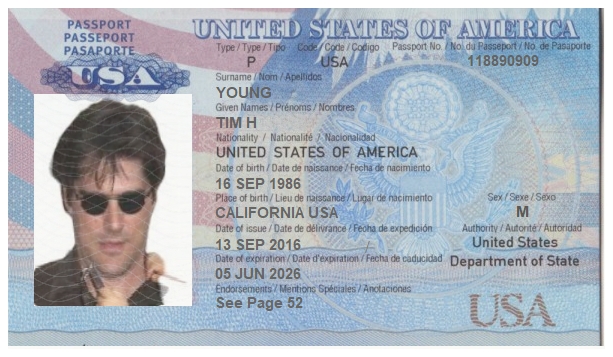 PASSPORT
PASSEPORT
PASAPORTE
USA
UNITED STATES OF AMERICA
Type / Type / Tipo Code / Code / Codigo Passport No. / No. du Passeport / No. de Pasaporte
P USA 118890909
Surname / Nom / Apellidos
YOUNG
Given Names / Prénoms / Nombres
TIM H
Nationality / Nationalité / Nacionalidad
UNITED STATES OF AMERICA
Date of birth / Date de naissance / Fecha de nacimiento
16 SEP 1986
Place of birth / Lieu de naissance / Lugar de nacimiento Sex / Sexe / Sexo
CALIFORNIA USA M
Date of issue / Date de délivrance / Fecha de expedición Authority / Autorité / Autoridad
13 SEP 2016 United States
Date of expiration / Date d'expiration / Fecha de caducidad Department of State
05 JUN 2026
Endorsements / Mentions Spéciales / Anotaciones
See Page 52
USA